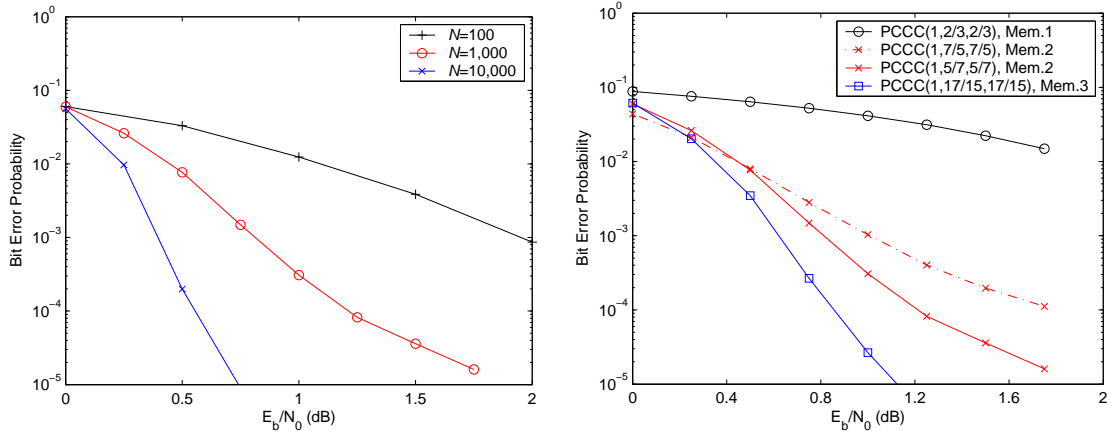 10^0
10^-1
10^-2
10^-3
10^-4
10^-5
Bit Error Probability
0
0.5
1
1.5
2
E_b/N_0 (dB)
N=100
N=1,000
N=10,000
10^0
10^-1
10^-2
10^-3
10^-4
10^-5
Bit Error Probability
0
0.4
0.8
1.2
1.6
2
E_b/N_0 (dB)
PCCC(1,2/3,2/3), Mem.1
PCCC(1,7/5,7/5), Mem.2
PCCC(1,5/7,5/7), Mem.2
PCCC(1,17/15,17/15), Mem.3